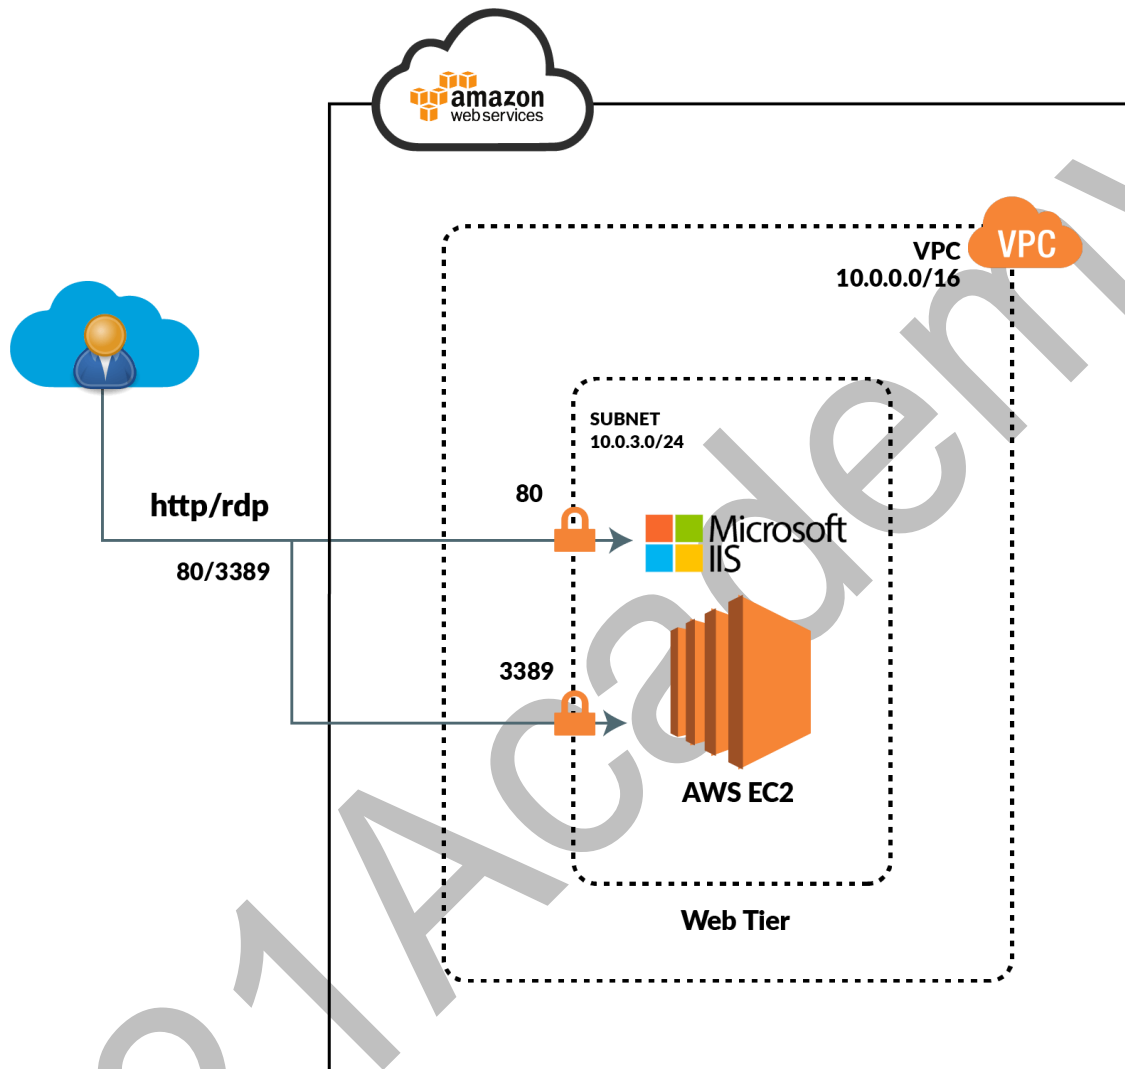 amazon
web services
VPC
VPC
10.0.0.0/16
SUBNET
10.0.3.0/24
80
http/rdp
Microsoft
IIS
80/3389
3389
AWS EC2
Web Tier
1Academy